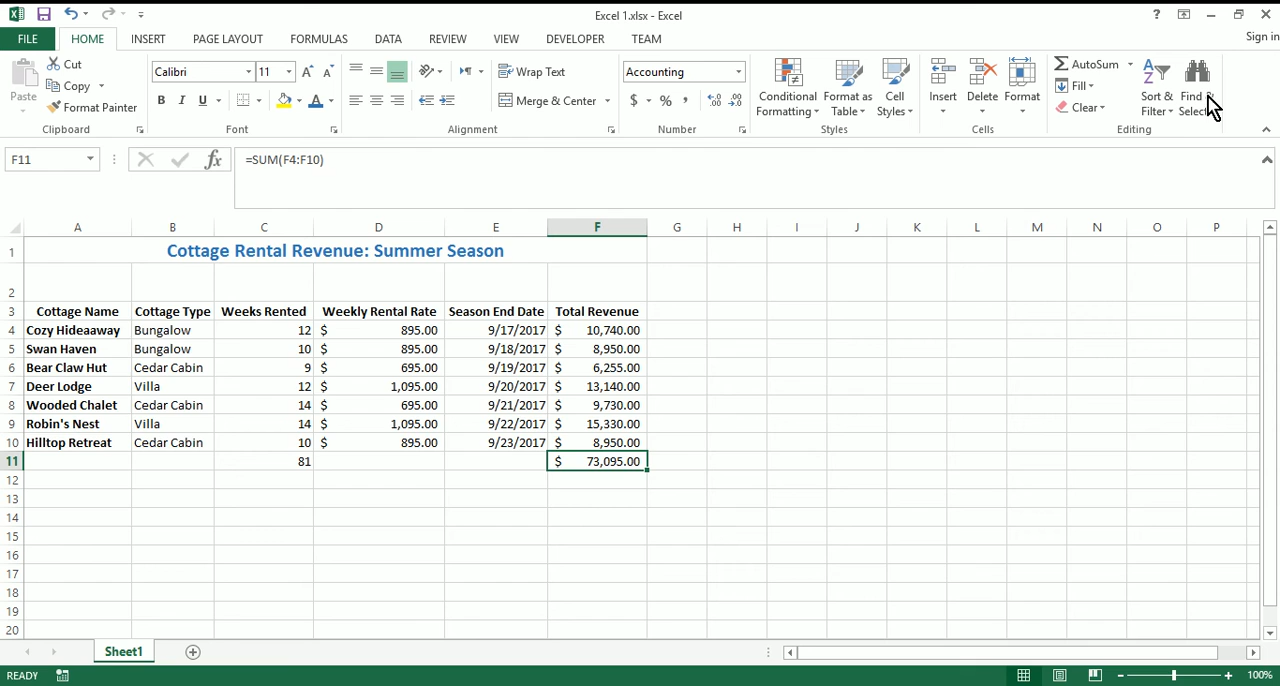 Excel 1.xlsx - Excel
?
Sign in
FILE HOME INSERT PAGE LAYOUT FORMULAS DATA REVIEW VIEW DEVELOPER TEAM
Paste
Cut
Copy
Format Painter
Clipboard
Calibri 11
B I U A
Font
Wrap Text
Merge & Center
Alignment
Accounting
$ % ,
Number
Conditional
Formatting
Format as
Table
Cell
Styles
Styles
Insert
Delete
Format
Cells
AutoSum
Fill
Clear
Sort &
Filter
Find
Select
Editing
F11 fx =SUM(F4:F10)
A B C D E F G H I J K L M N O P
1 Cottage Rental Revenue: Summer Season
2
3 Cottage Name Cottage Type Weeks Rented Weekly Rental Rate Season End Date Total Revenue
4 Cozy Hideaaway Bungalow 12 $ 895.00 9/17/2017 $ 10,740.00
5 Swan Haven Bungalow 10 $ 895.00 9/18/2017 $ 8,950.00
6 Bear Claw Hut Cedar Cabin 9 $ 695.00 9/19/2017 $ 6,255.00
7 Deer Lodge Villa 12 $ 1,095.00 9/20/2017 $ 13,140.00
8 Wooded Chalet Cedar Cabin 14 $ 695.00 9/21/2017 $ 9,730.00
9 Robin's Nest Villa 14 $ 1,095.00 9/22/2017 $ 15,330.00
10 Hilltop Retreat Cedar Cabin 10 $ 895.00 9/23/2017 $ 8,950.00
11 81 $ 73,095.00
12
13
14
15
16
17
18
19
20
Sheet1
READY 100%